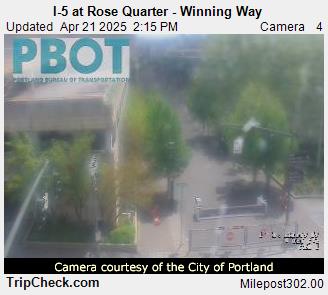 I-5 at Rose Quarter - Winning Way
Updated Apr 21 2025 2:15 PM Camera 4
PBOT
PORTLAND BUREAU OF TRANSPORTATION
Camera courtesy of the City of Portland
TripCheck.com Milepost302.00